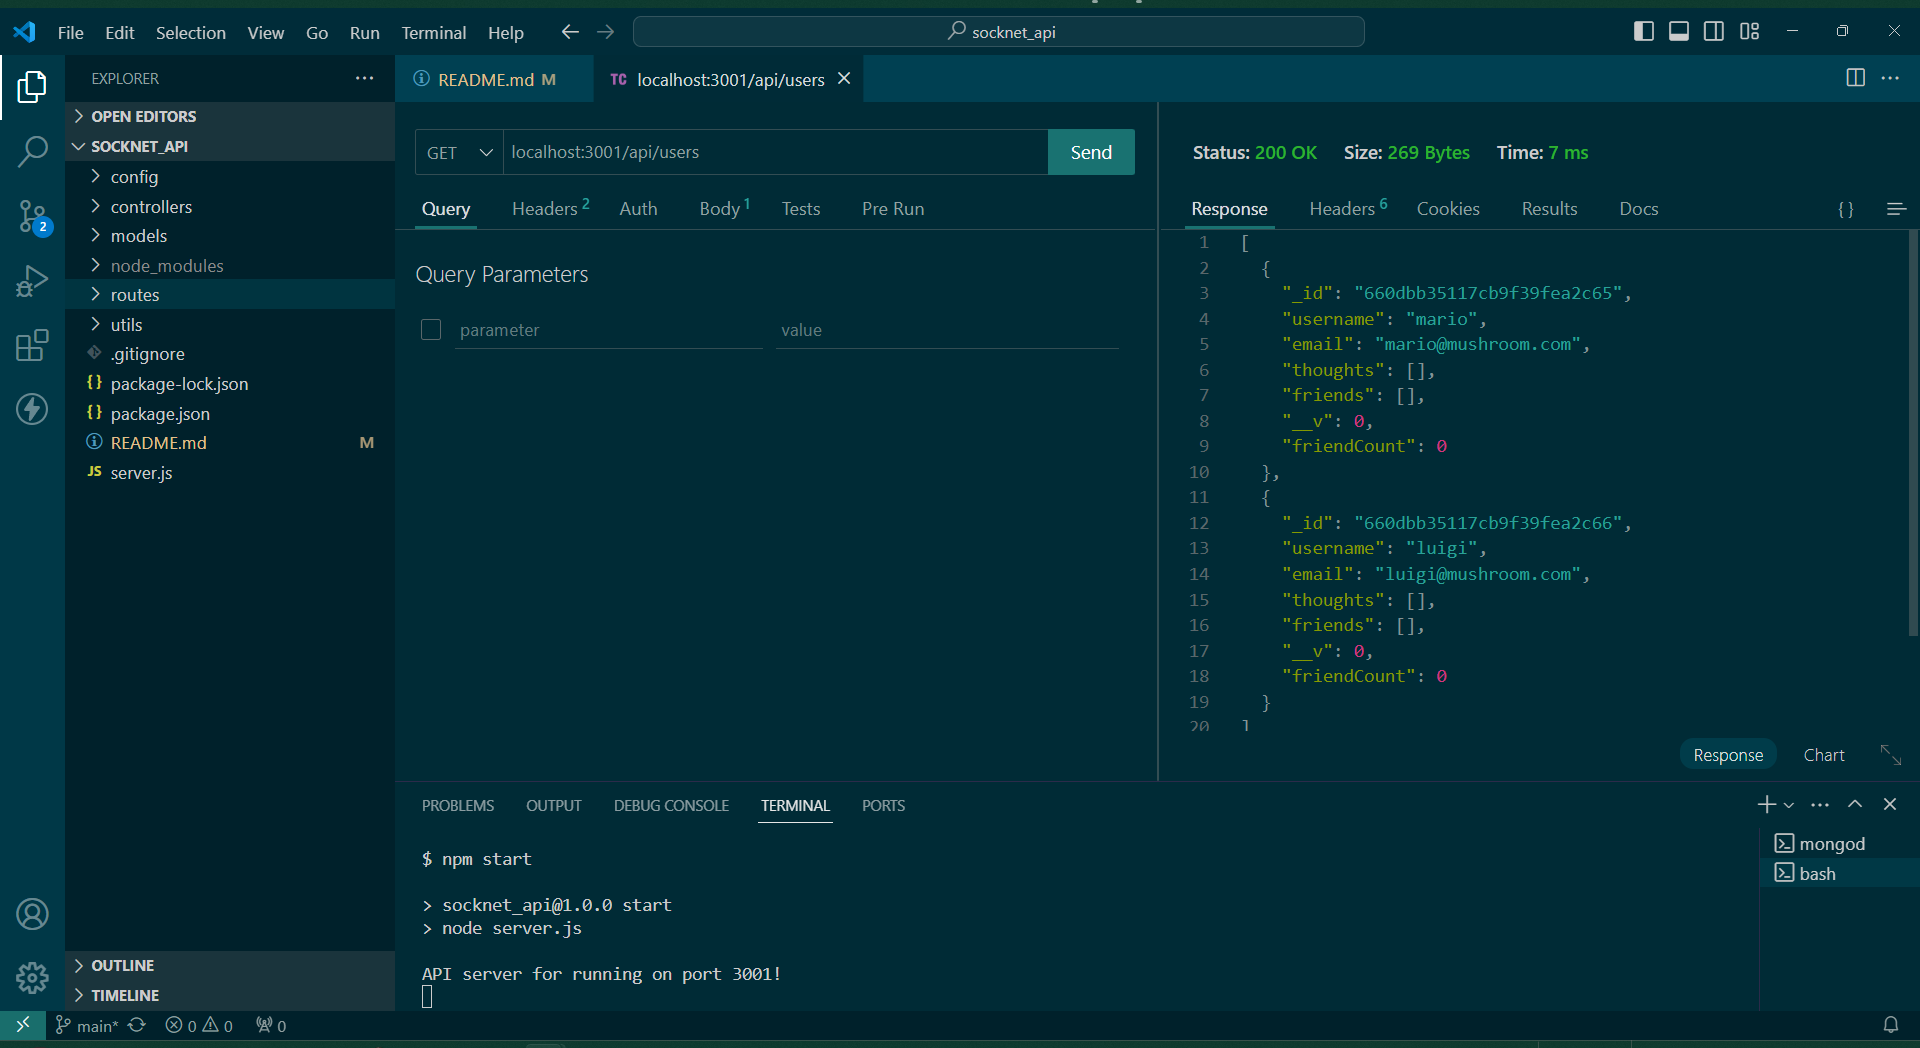 File Edit Selection View Go Run Terminal Help socknet_api
EXPLORER
OPEN EDITORS
SOCKNET_API
config
controllers
models
node_modules
routes
utils
.gitignore
{} package-lock.json
{} package.json
README.md M
JS server.js
OUTLINE
TIMELINE
2
README.md M
TC localhost:3001/api/users
GET localhost:3001/api/users Send
Query Headers 2 Auth Body 1 Tests Pre Run
Query Parameters
parameter value
Status: 200 OK Size: 269 Bytes Time: 7 ms
Response Headers 6 Cookies Results Docs {}
1 [
2 {
3 "_id": "660dbb35117cb9f39fea2c65",
4 "username": "mario",
5 "email": "mario@mushroom.com",
6 "thoughts": [],
7 "friends": [],
8 "__v": 0,
9 "friendCount": 0
10 },
11 {
12 "_id": "660dbb35117cb9f39fea2c66",
13 "username": "luigi",
14 "email": "luigi@mushroom.com",
15 "thoughts": [],
16 "friends": [],
17 "__v": 0,
18 "friendCount": 0
19 }
20 ]
Response Chart
PROBLEMS OUTPUT DEBUG CONSOLE TERMINAL PORTS
$ npm start
> socknet_api@1.0.0 start
> node server.js
API server for running on port 3001!
mongod
bash
main* 0 0 0